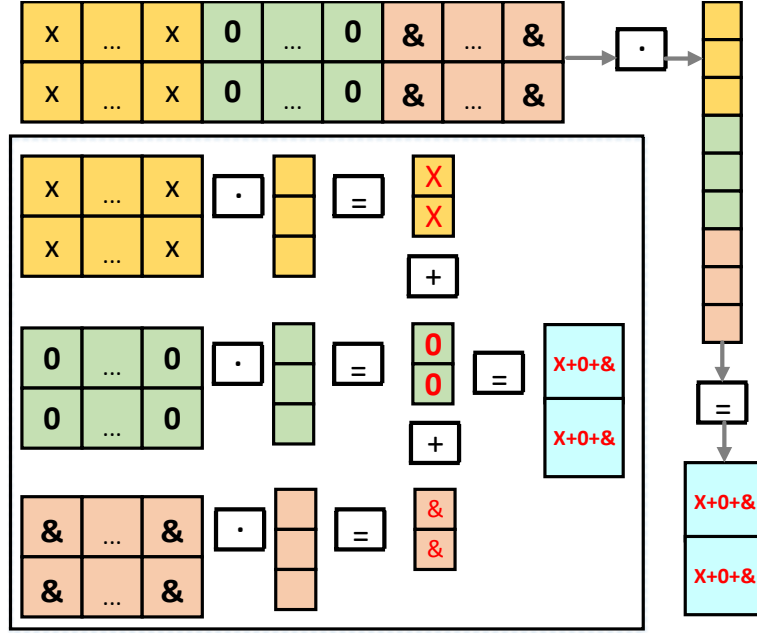 x ... x 0 ... 0 & ... & ·
x ... x 0 ... 0 & ... &
x ... x · = X
x ... x X
+
0 ... 0 · = 0 = X+0+&
0 ... 0 0 X+0+&
+
=
& ... & · = &
& ... & &
X+0+&
X+0+&